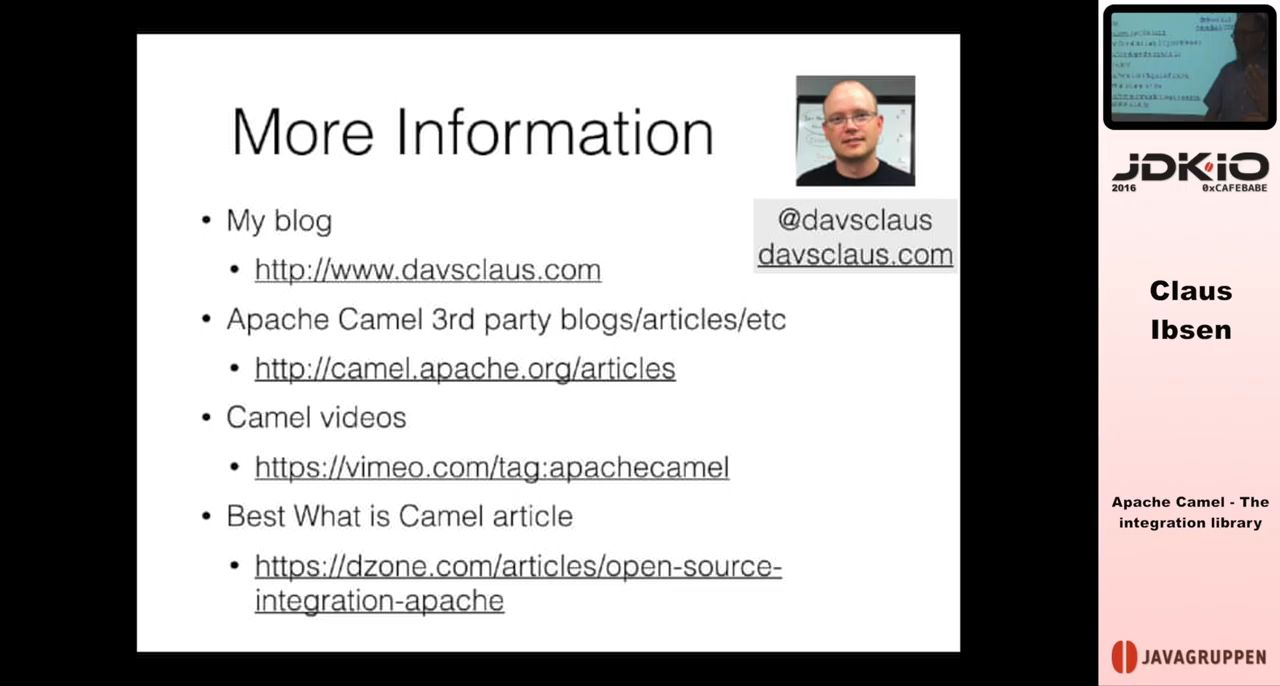 More Information
@davsclaus
davsclaus.com
• My blog
• http://www.davsclaus.com
• Apache Camel 3rd party blogs/articles/etc
• http://camel.apache.org/articles
• Camel videos
• https://vimeo.com/tag:apachecamel
• Best What is Camel article
• https://dzone.com/articles/open-source-
integration-apache
JDK.iO
2016 0xCAFEBABE
Claus
Ibsen
Apache Camel - The
integration library
JAVAGRUPPEN